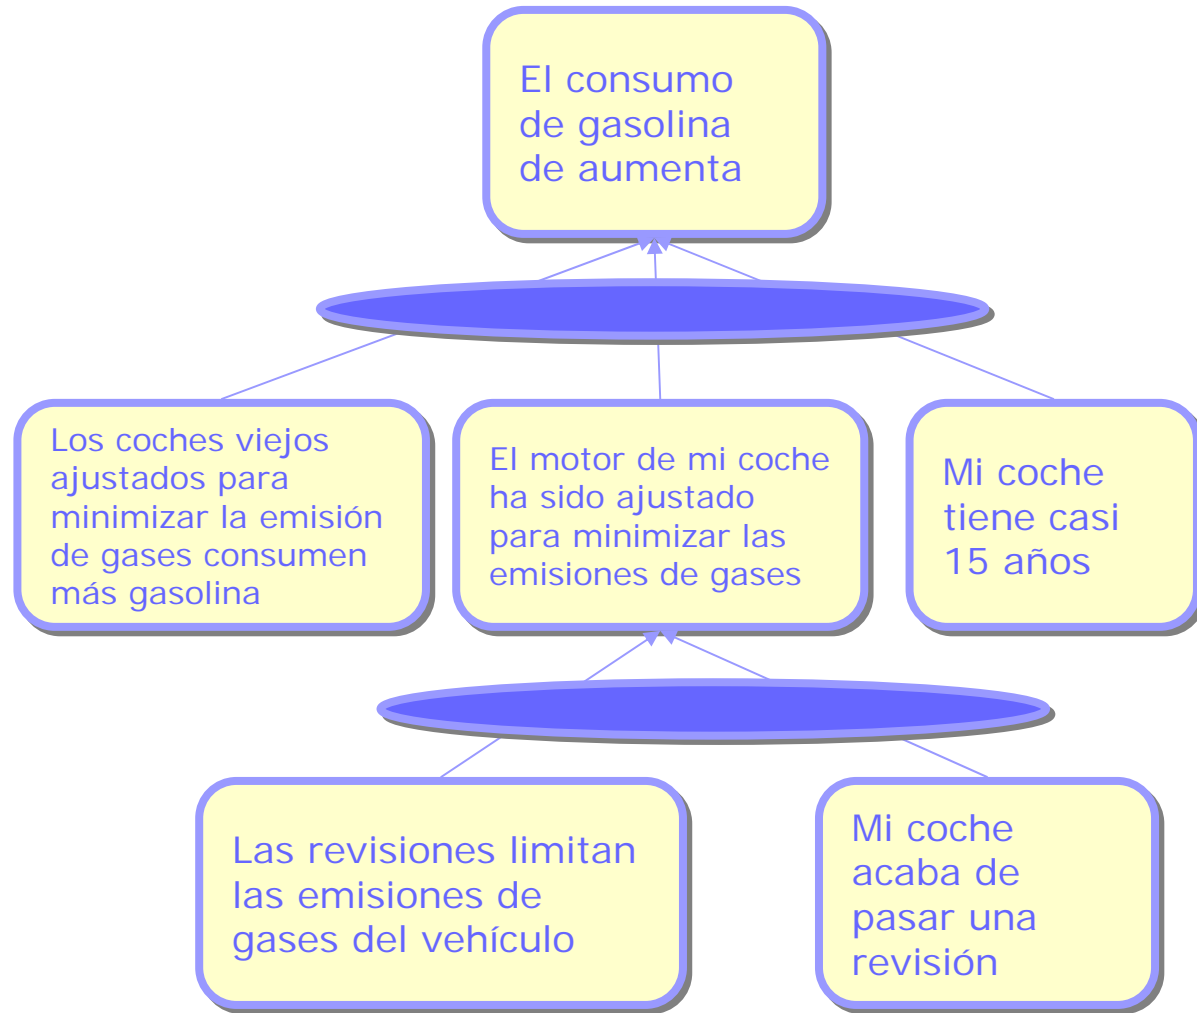 El consumo
de gasolina
de aumenta
Los coches viejos
ajustados para
minimizar la emisión
de gases consumen
más gasolina
El motor de mi coche
ha sido ajustado
para minimizar las
emisiones de gases
Mi coche
tiene casi
15 años
Las revisiones limitan
las emisiones de
gases del vehículo
Mi coche
acaba de
pasar una
revisión